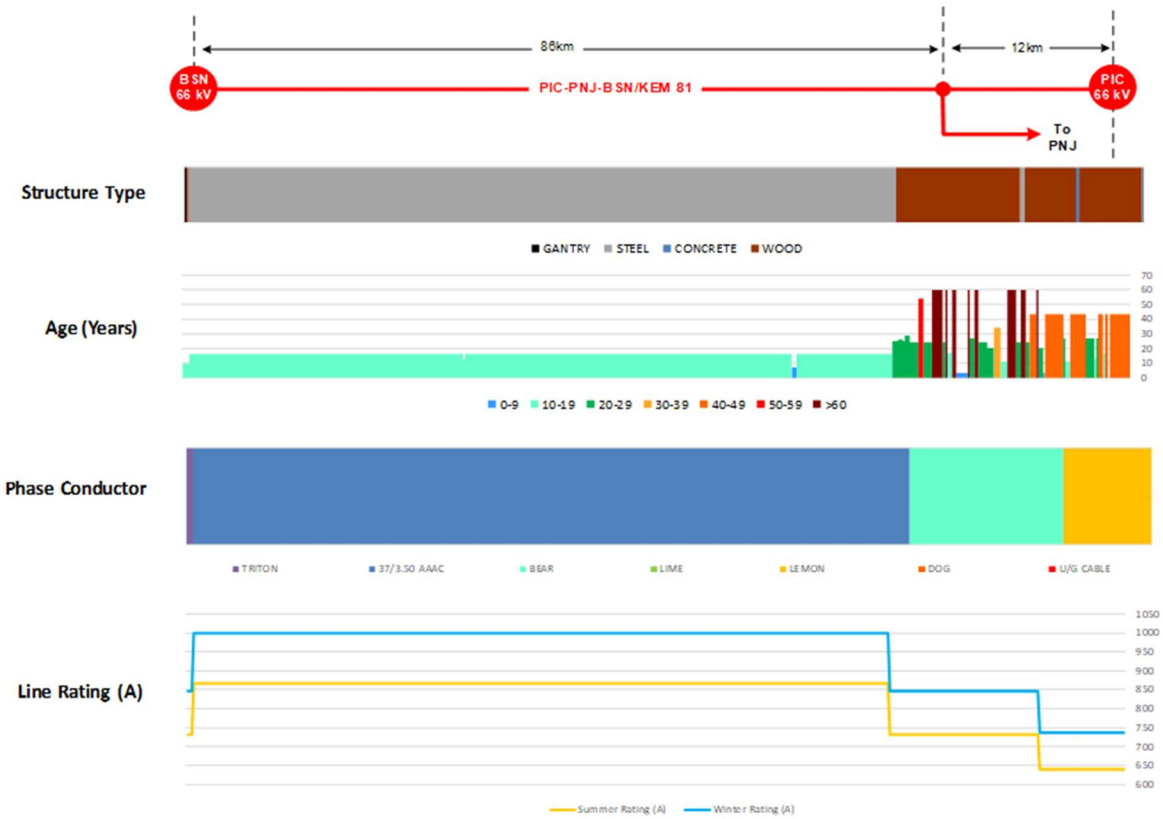 86km
12km
BSN
66 kV
PIC-PNJ-BSN/KEM 81
PIC
66 kV
To
PNJ
Structure Type
GANTRY STEEL CONCRETE WOOD
70
60
50
40
30
20
10
0
Age (Years)
0-9 10-19 20-29 30-39 40-49 50-59 >60
Phase Conductor
TRITON 37/3.50 AAAC BEAR LIME LEMON DOG U/G CABLE
1050
1000
950
900
850
800
750
700
650
600
Line Rating (A)
Summer Rating (A) Winter Rating (A)